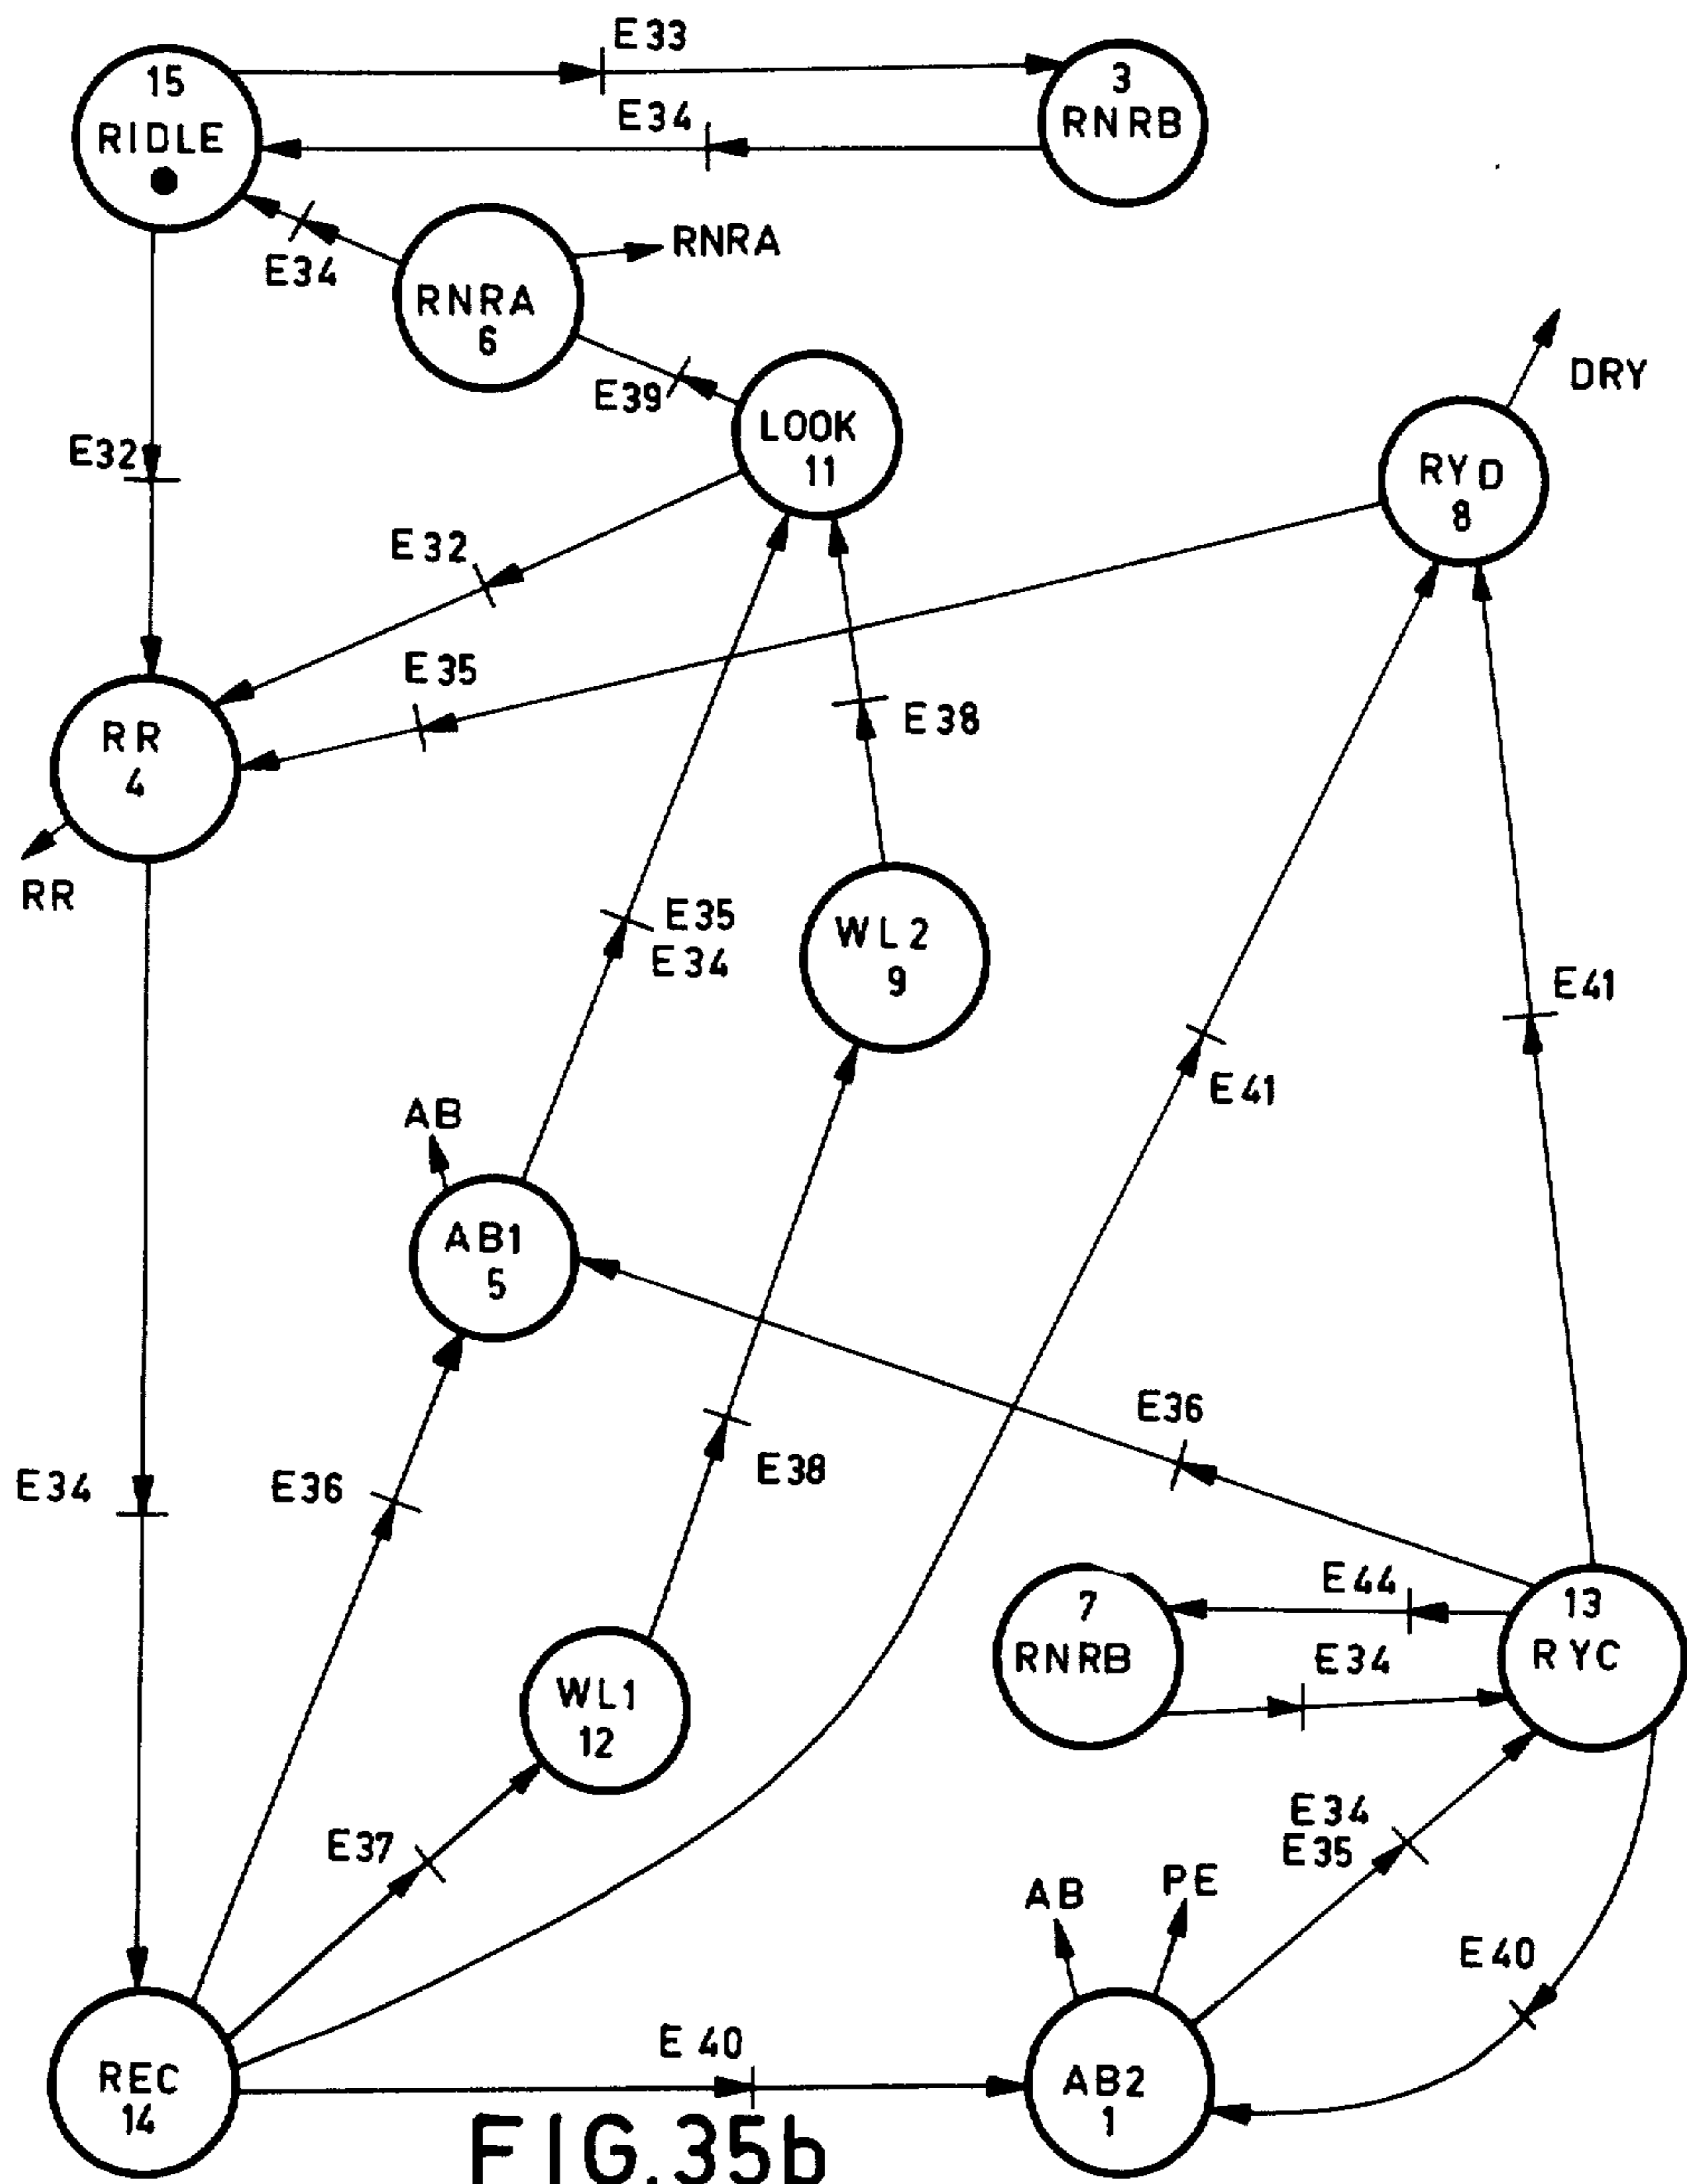 E33
15
RIDLE
3
RNRB
E34
RNRA
E34
RNRA
6
E39
LOOK
11
DRY
E32
RYD
8
E32
E35
E38
RR
4
RR
E35
E34
WL2
9
E41
E41
AB
AB1
5
E36
E38
E34
E36
E44
7
RNRB
13
RYC
E34
WL1
12
E34
E35
E37
PE
AB
E40
E 40
REC
14
AB2
1
FIG.35b